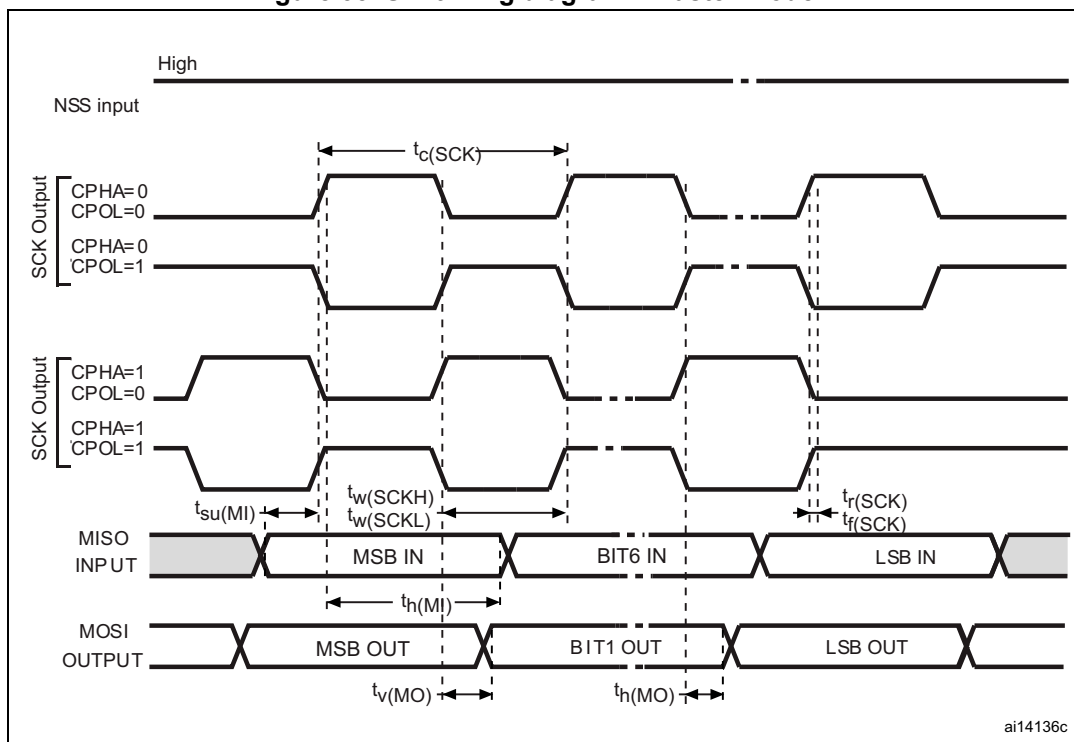 High
NSS input
tc(SCK)
SCK Output
CPHA=0
CPOL=0
CPHA=0
CPOL=1
SCK Output
CPHA=1
CPOL=0
CPHA=1
CPOL=1
tsu(MI)
tw(SCKH)
tw(SCKL)
tr(SCK)
tf(SCK)
MISO
INPUT
MSB IN
BIT6 IN
LSB IN
th(MI)
MOSI
OUTPUT
MSB OUT
BIT1 OUT
LSB OUT
tv(MO)
th(MO)
ai14136c